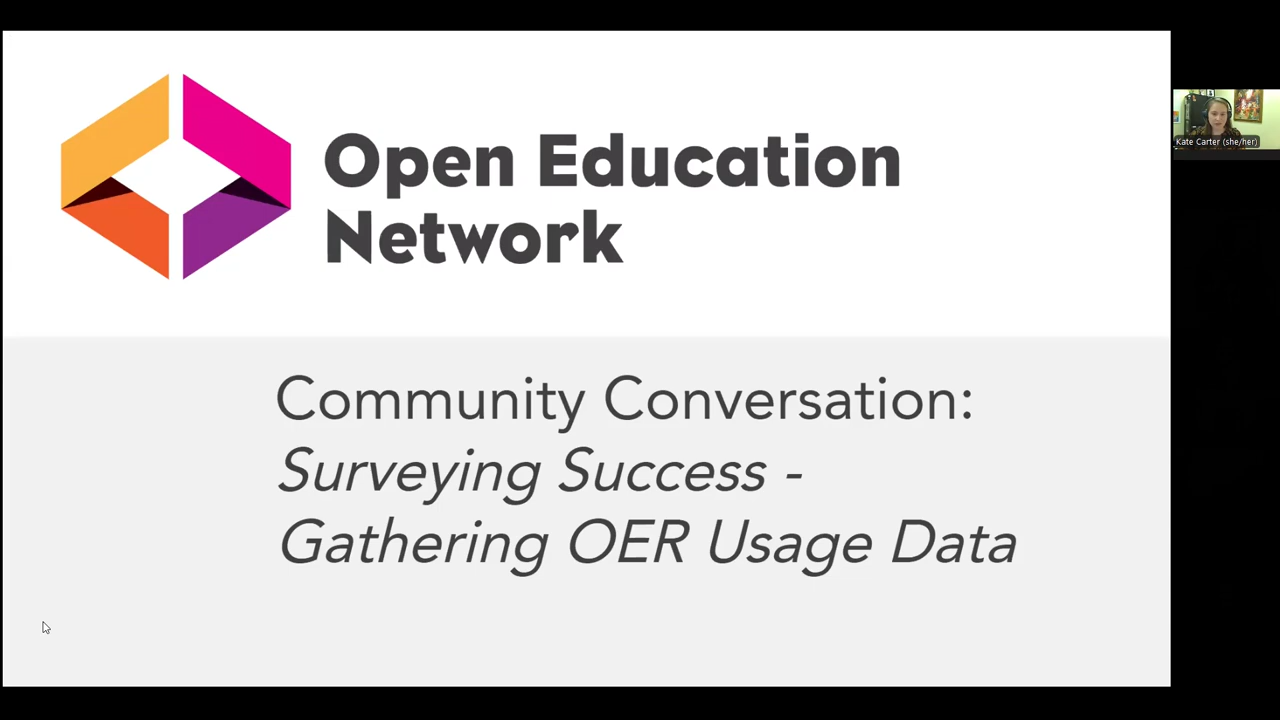 Open Education
Network
Community Conversation:
Surveying Success -
Gathering OER Usage Data
Kate Carter (she/her)